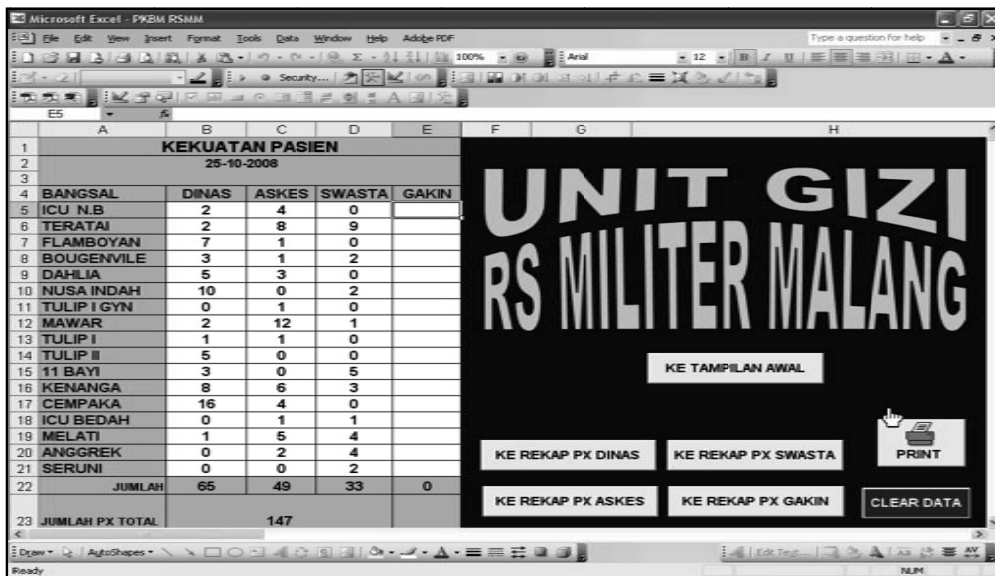 Microsoft Excel - PKBM RSMM
File Edit View Insert Format Tools Data Window Help Adobe PDF
Type a question for help
100% Arial 12 B I U
Security...
E5 fx
A B C D E F G H
1 KEKUATAN PASIEN
2 25-10-2008
3
4 BANGSAL DINAS ASKES SWASTA GAKIN
5 ICU N.B 2 4 0
6 TERATAI 2 8 9
7 FLAMBOYAN 7 1 0
8 BOUGENVILE 3 1 2
9 DAHLIA 5 3 0
10 NUSA INDAH 10 0 2
11 TULIP I GYN 0 1 0
12 MAWAR 2 12 1
13 TULIP I 1 1 0
14 TULIP II 5 0 0
15 11 BAYI 3 0 5
16 KENANGA 8 6 3
17 CEMPAKA 16 4 0
18 ICU BEDAH 0 1 1
19 MELATI 1 5 4
20 ANGGREK 0 2 4
21 SERUNI 0 0 2
22 JUMLAH 65 49 33 0
23 JUMLAH PX TOTAL 147
UNIT GIZI
RS MILITER MALANG
KE TAMPILAN AWAL
KE REKAP PX DINAS
KE REKAP PX SWASTA
PRINT
KE REKAP PX ASKES
KE REKAP PX GAKIN
CLEAR DATA
Draw AutoShapes
Edit Text...
Ready
NUM